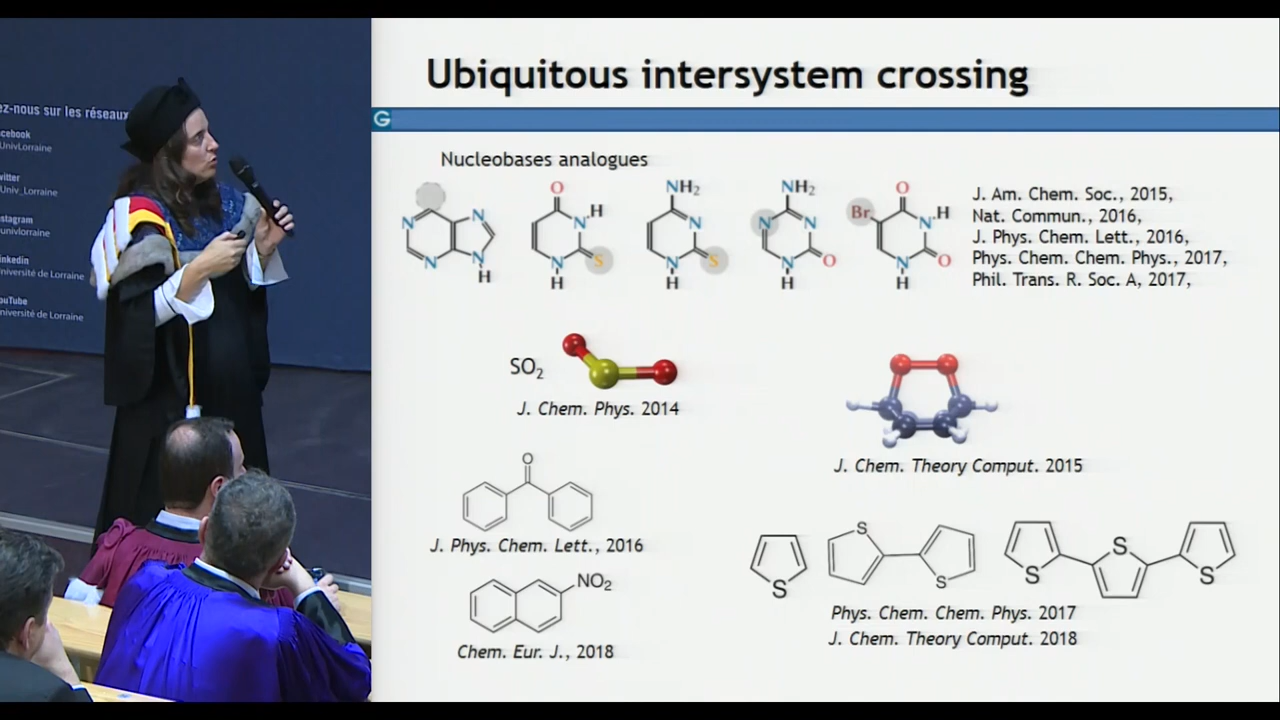 Ubiquitous intersystem crossing
G
ez-nous sur les réseaux
cebook
UnivLorraine
witter
Univ_Lorraine
nstagram
univlorraine
inkedin
niversité de Lorraine
ouTube
niversité de Lorraine
Nucleobases analogues
N N N N H
O N H N S H
NH₂ N N S H
NH₂ N N N O H
Br O N H N O H
J. Am. Chem. Soc., 2015,
Nat. Commun., 2016,
J. Phys. Chem. Lett., 2016,
Phys. Chem. Chem. Phys., 2017,
Phil. Trans. R. Soc. A, 2017,
SO₂
J. Chem. Phys. 2014
J. Chem. Theory Comput. 2015
O
J. Phys. Chem. Lett., 2016
NO₂
Chem. Eur. J., 2018
S S S S S S
Phys. Chem. Chem. Phys. 2017
J. Chem. Theory Comput. 2018